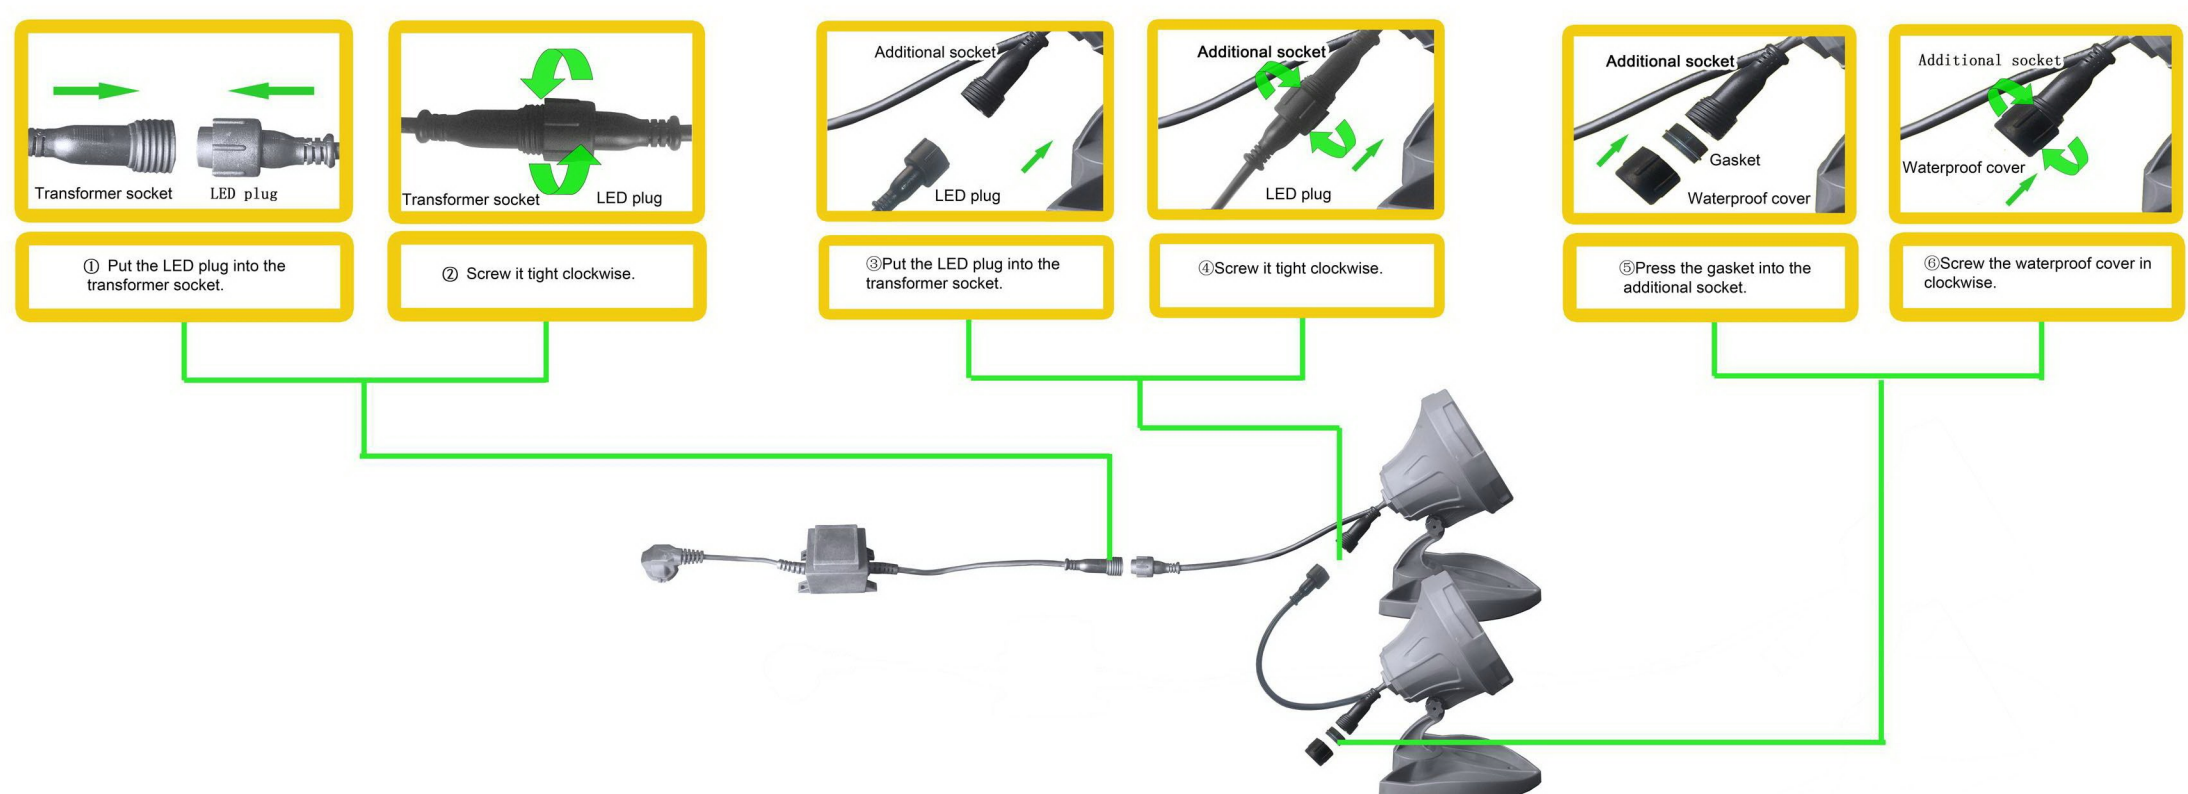 Transformer socket
LED plug
Transformer socket
LED plug
Additional socket
LED plug
Additional socket
LED plug
Additional socket
Gasket
Waterproof cover
Additional socket
Waterproof cover
① Put the LED plug into the
transformer socket.
② Screw it tight clockwise.
③Put the LED plug into the
transformer socket.
④Screw it tight clockwise.
⑤Press the gasket into the
additional socket.
⑥Screw the waterproof cover in
clockwise.